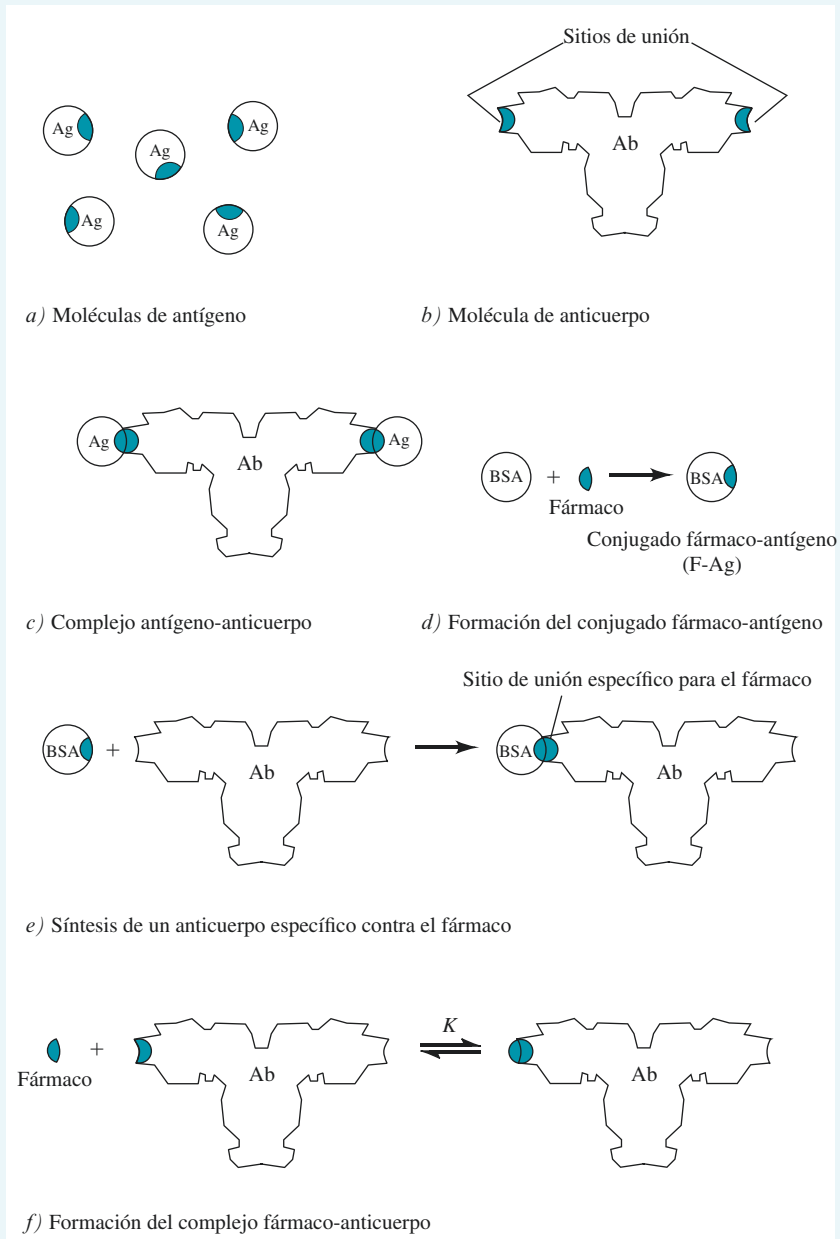 Sitios de unión
Ag
Ag
Ag
Ag
Ag
Ab
a) Moléculas de antígeno
b) Molécula de anticuerpo
Ag
Ag
Ab
BSA + Fármaco
BSA
Conjugado fármaco-antígeno
(F-Ag)
c) Complejo antígeno-anticuerpo
d) Formación del conjugado fármaco-antígeno
Sitio de unión específico para el fármaco
BSA +
Ab
BSA
Ab
e) Síntesis de un anticuerpo específico contra el fármaco
K
+
Fármaco
Ab
Ab
f) Formación del complejo fármaco-anticuerpo